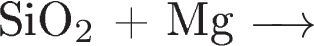 SiO₂ + Mg ⟶